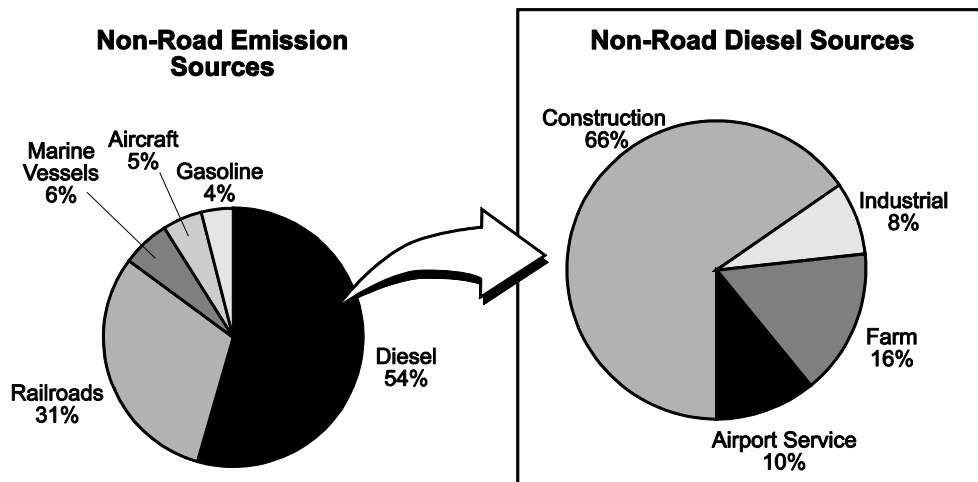 Non-Road Emission
Sources
Marine
Vessels
6%
Aircraft
5%
Gasoline
4%
Railroads
31%
Diesel
54%
Non-Road Diesel Sources
Construction
66%
Industrial
8%
Farm
16%
Airport Service
10%